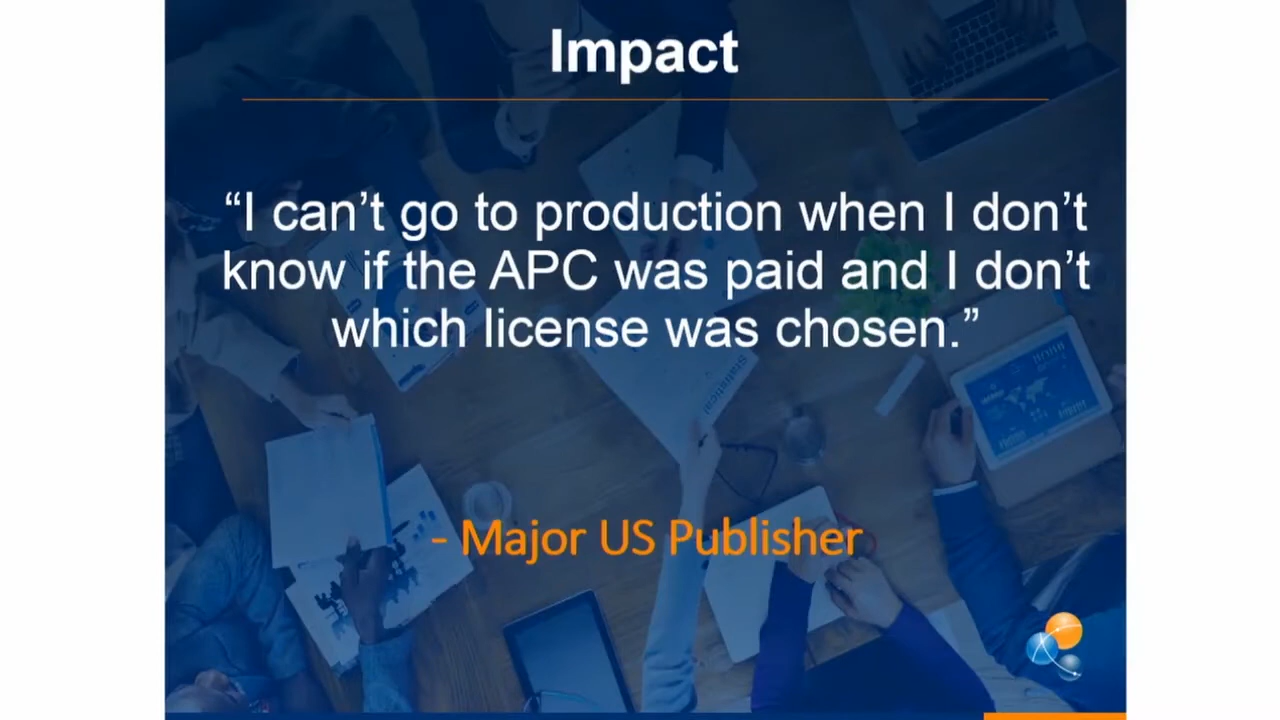 Impact
“I can’t go to production when I don’t
know if the APC was paid and I don’t
which license was chosen.”
- Major US Publisher
Statistical